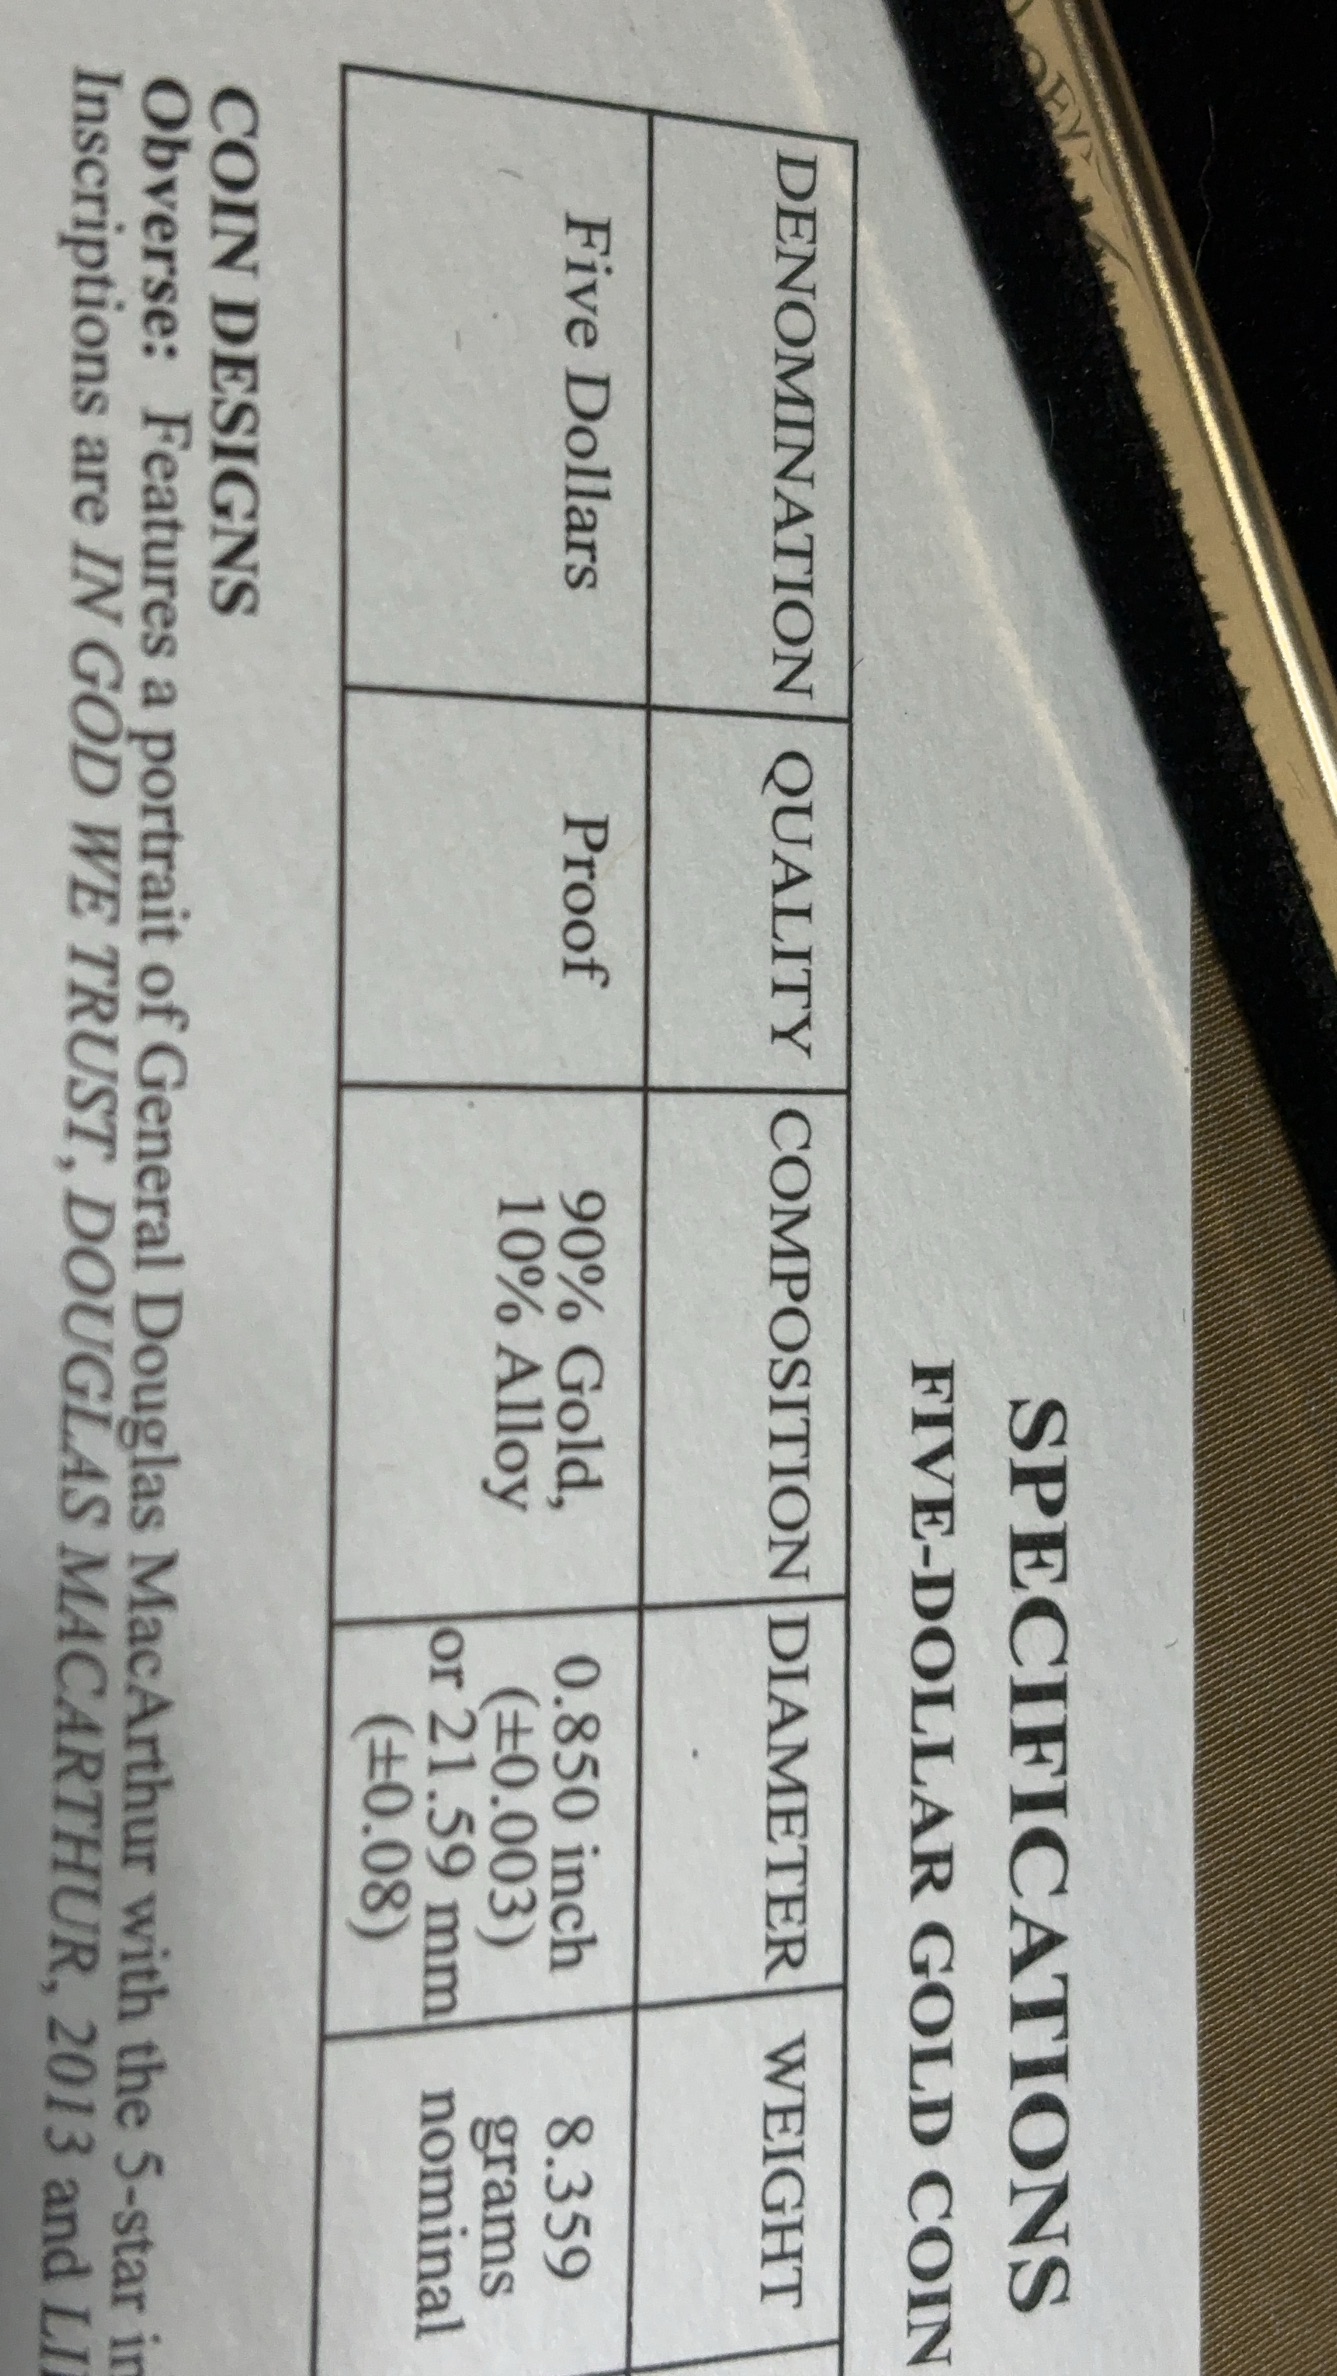 SPECIFICATIONS
FIVE-DOLLAR GOLD COIN
DENOMINATION QUALITY COMPOSITION DIAMETER WEIGHT
Five Dollars Proof 90% Gold, 0.850 inch 8.359
10% Alloy (±0.003) grams
or 21.59 mm nominal
(±0.08)
COIN DESIGNS
Obverse: Features a portrait of General Douglas MacArthur with the 5-star in
Inscriptions are IN GOD WE TRUST, DOUGLAS MACARTHUR, 2013 and